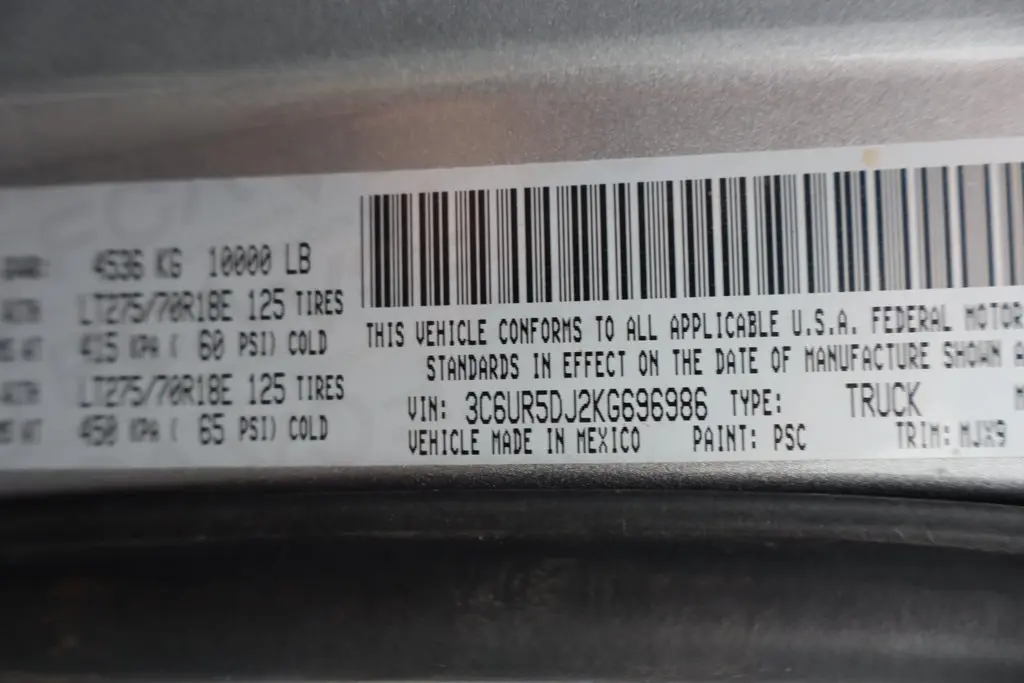 4536 KG 10000 LB
LT275/70R18E 125 TIRES
415 KPA ( 60 PSI) COLD
LT275/70R18E 125 TIRES
450 KPA ( 65 PSI) COLD
THIS VEHICLE CONFORMS TO ALL APPLICABLE U.S.A. FEDERAL MOTOR
STANDARDS IN EFFECT ON THE DATE OF MANUFACTURE SHOWN A
VIN: 3C6UR5DJ2KG696986 TYPE: TRUCK M
VEHICLE MADE IN MEXICO PAINT: PSC TRIM: MJX9